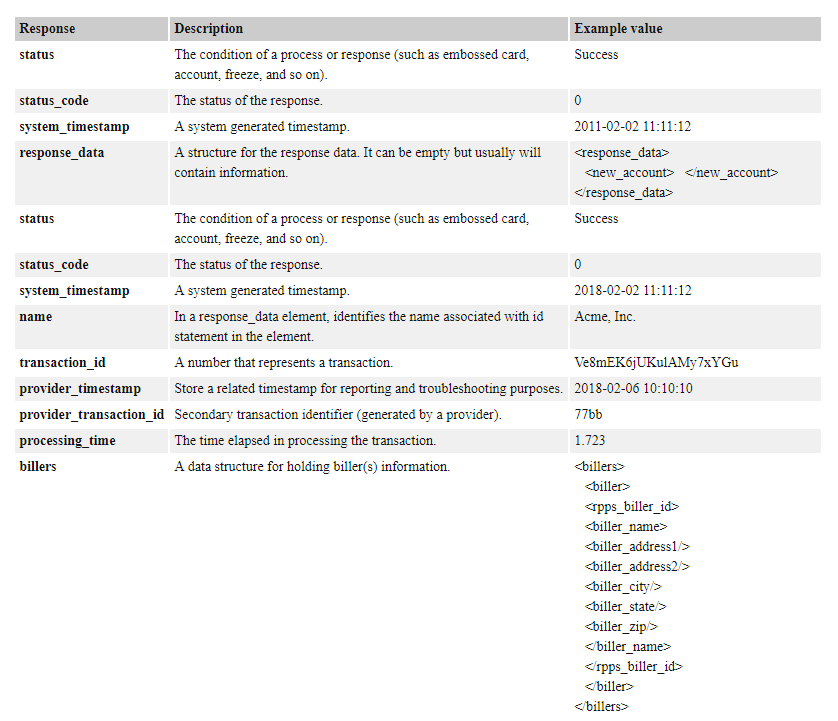 Response Description Example value
status The condition of a process or response (such as embossed card, Success
account, freeze, and so on).
status_code The status of the response. 0
system_timestamp A system generated timestamp. 2011-02-02 11:11:12
response_data A structure for the response data. It can be empty but usually will <response_data>
contain information. <new_account> </new_account>
</response_data>
status The condition of a process or response (such as embossed card, Success
account, freeze, and so on).
status_code The status of the response. 0
system_timestamp A system generated timestamp. 2018-02-02 11:11:12
name In a response_data element, identifies the name associated with id Acme, Inc.
statement in the element.
transaction_id A number that represents a transaction. Ve8mEK6jUKulAMy7xYGu
provider_timestamp Store a related timestamp for reporting and troubleshooting purposes. 2018-02-06 10:10:10
provider_transaction_id Secondary transaction identifier (generated by a provider). 77bb
processing_time The time elapsed in processing the transaction. 1.723
billers A data structure for holding biller(s) information. <billers>
<biller>
<rpps_biller_id>
<biller_name>
<biller_address1/>
<biller_address2/>
<biller_city/>
<biller_state/>
<biller_zip/>
</biller_name>
</rpps_biller_id>
</biller>
</billers>